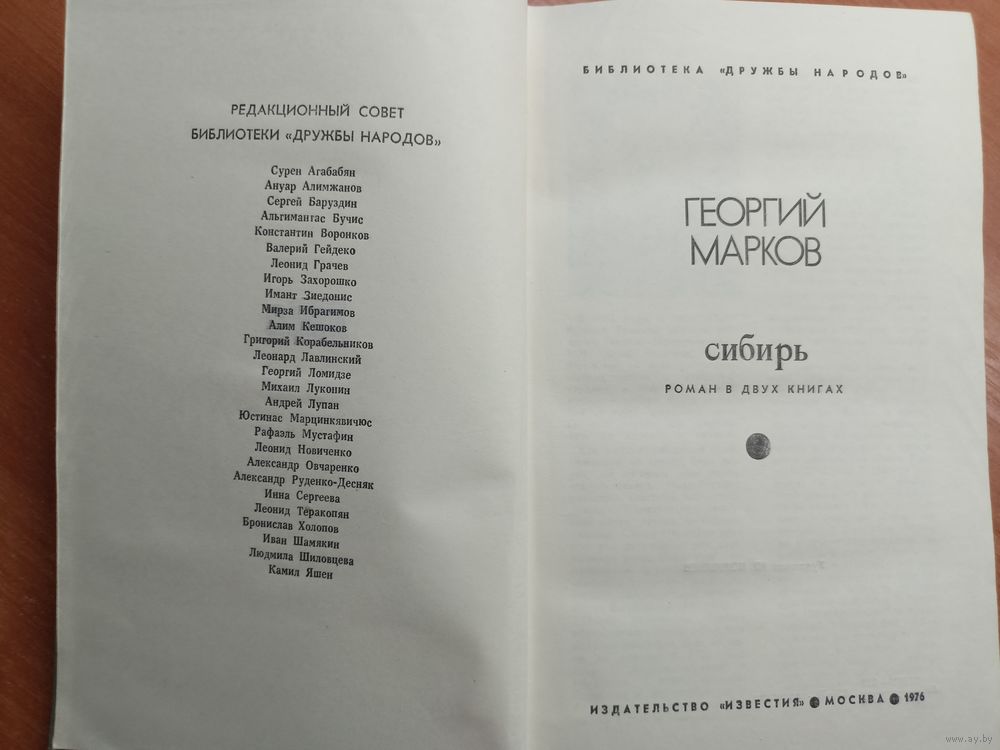 РЕДАКЦИОННЫЙ СОВЕТ
БИБЛИОТЕКИ «ДРУЖБЫ НАРОДОВ»
Сурен Агабабян
Ануар Алимжанов
Сергей Баруздин
Альгимантас Бучис
Константин Воронков
Валерий Гейдеко
Леонид Грачев
Игорь Захорошко
Имант Зиедонис
Мирза Ибрагимов
Алим Кешоков
Григорий Корабельников
Леонард Лавлинский
Георгий Ломидзе
Михаил Луконин
Андрей Лупан
Юстинас Марцинкявичюс
Рафаэль Мустафин
Леонид Новиченко
Александр Овчаренко
Александр Руденко-Десняк
Инна Сергеева
Леонид Теракопян
Бронислав Холопов
Иван Шамякин
Людмила Шиловцева
Камил Яшен
БИБЛИОТЕКА «ДРУЖБЫ НАРОДОВ»
ГЕОРГИЙ
МАРКОВ
сибирь
РОМАН В ДВУХ КНИГАХ
ИЗДАТЕЛЬСТВО «ИЗВЕСТИЯ» ● МОСКВА ● 1976
www.ay.by